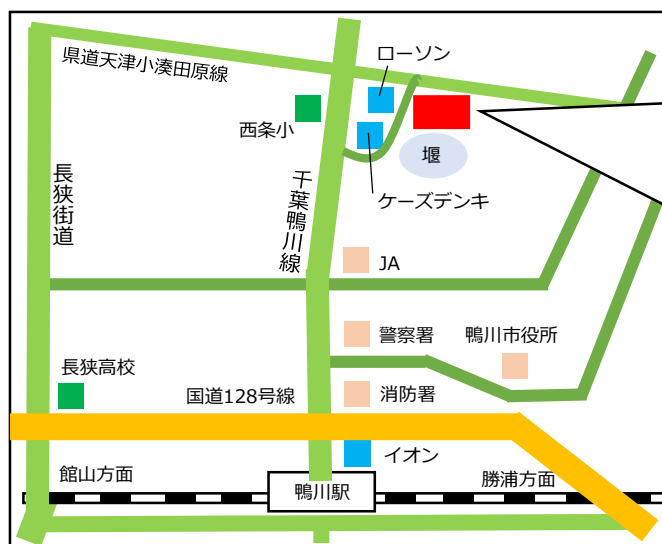 ローソン
県道天津小湊田原線
西条小
堰
ケーズデンキ
長狭街道
千葉鴨川線
JA
警察署
鴨川市役所
長狭高校
国道128号線
消防署
イオン
館山方面
鴨川駅
勝浦方面